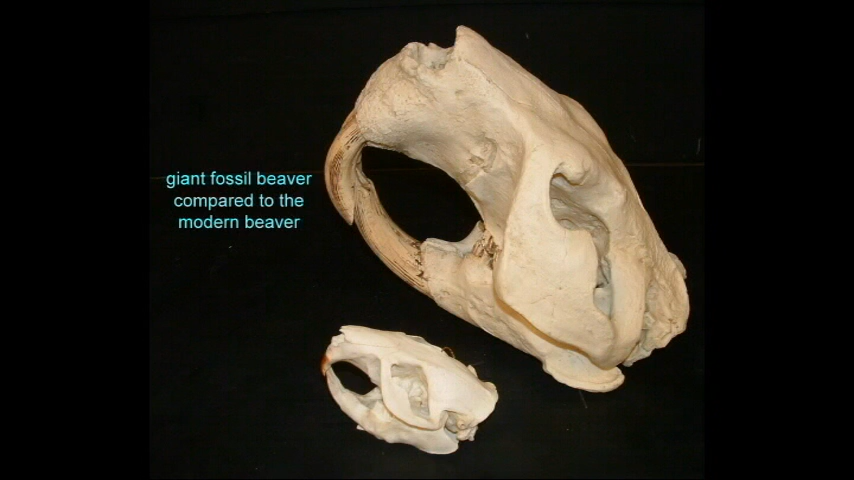 giant fossil beaver
compared to the
modern beaver